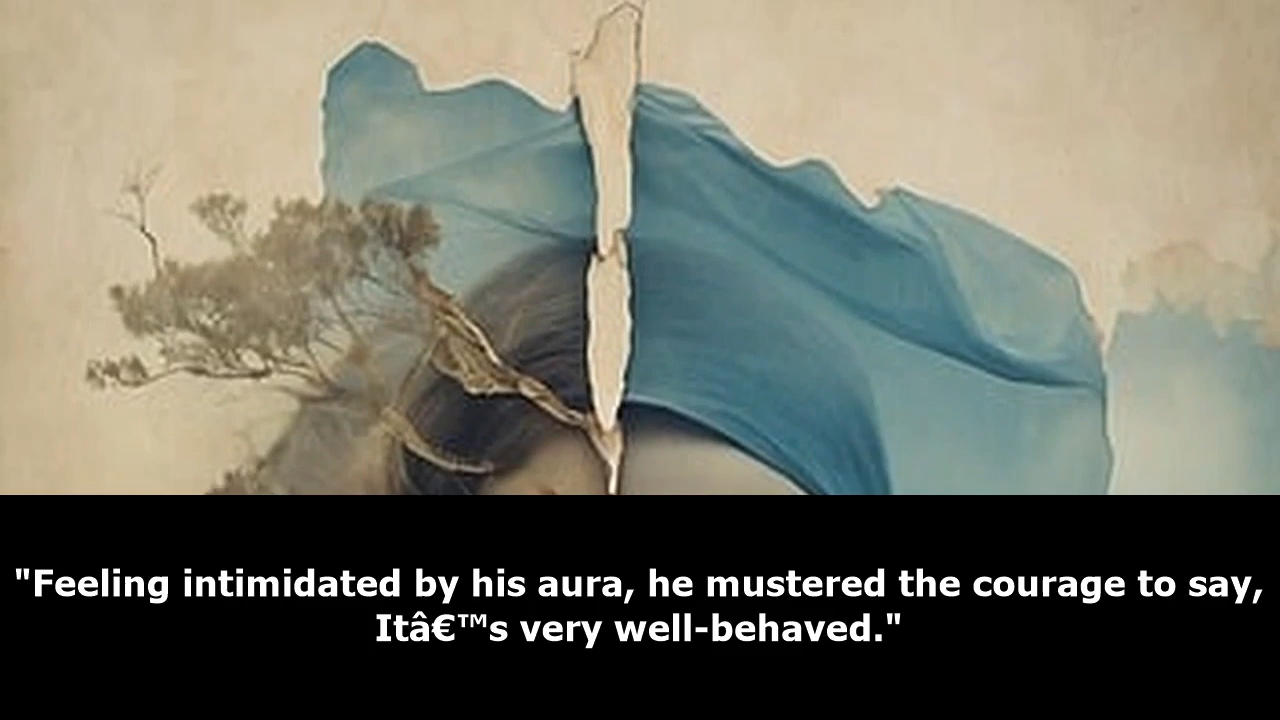 "Feeling intimidated by his aura, he mustered the courage to say,
Itâ€™s very well-behaved."